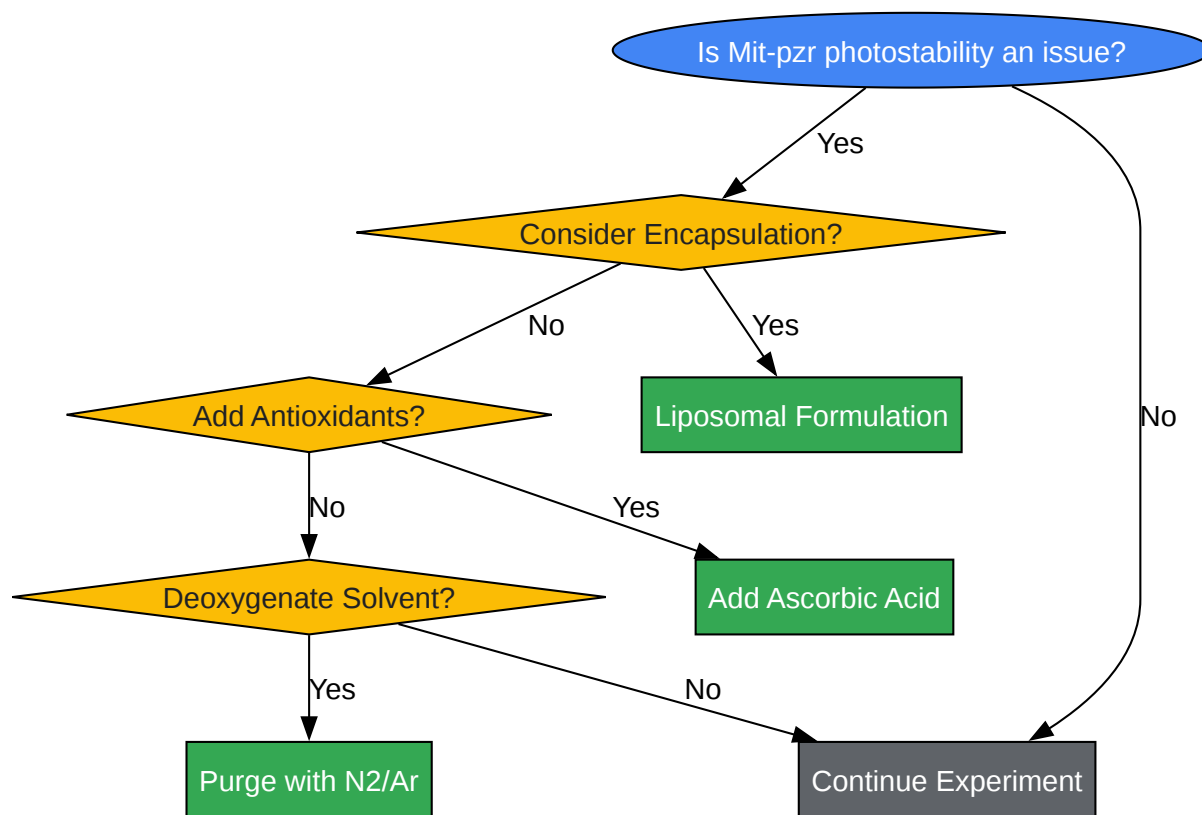 Is Mit-pzr photostability an issue?
Yes
Consider Encapsulation?
No
Yes
No
Add Antioxidants?
Liposomal Formulation
No
Yes
Deoxygenate Solvent?
Add Ascorbic Acid
Yes
No
Purge with N2/Ar
Continue Experiment